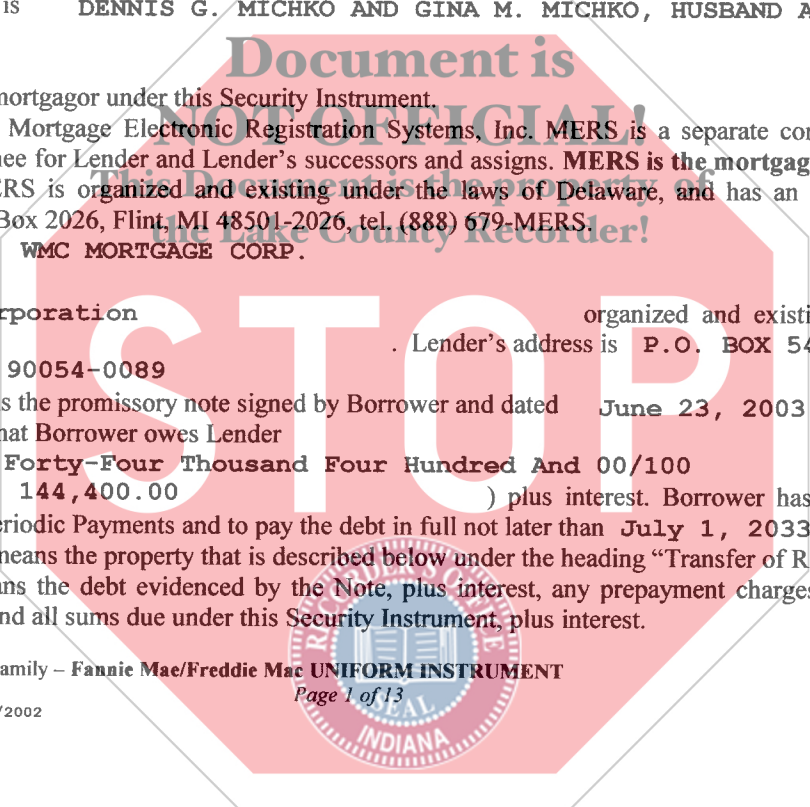 is DENNIS G. MICHKO AND GINA M. MICHKO, HUSBAND A
Document is
mortgagor under this Security Instrument.
NOT OFFICIAL!
Mortgage Electronic Registration Systems, Inc. MERS is a separate cor
nee for Lender and Lender's successors and assigns. MERS is the mortgag
This Document is the property of
ERS is organized and existing under the laws of Delaware, and has an
Box 2026, Flint, MI 48501-2026, tel. (888) 679-MERS.
the Lake County Recorder!
WMC MORTGAGE CORP.
STOP
rporation organized and existi
. Lender's address is P.O. BOX 54
90054-0089
s the promissory note signed by Borrower and dated June 23, 2003
hat Borrower owes Lender
Forty-Four Thousand Four Hundred And 00/100
144,400.00 ) plus interest. Borrower has
eriodic Payments and to pay the debt in full not later than July 1, 2033
means the property that is described below under the heading “Transfer of R
ans the debt evidenced by the Note, plus interest, any prepayment charges
nd all sums due under this Security Instrument, plus interest.
RECORDER'S OFFICE
amily – Fannie Mae/Freddie Mac UNIFORM INSTRUMENT
Page 1 of 13
/2002
SEAL
INDIANA